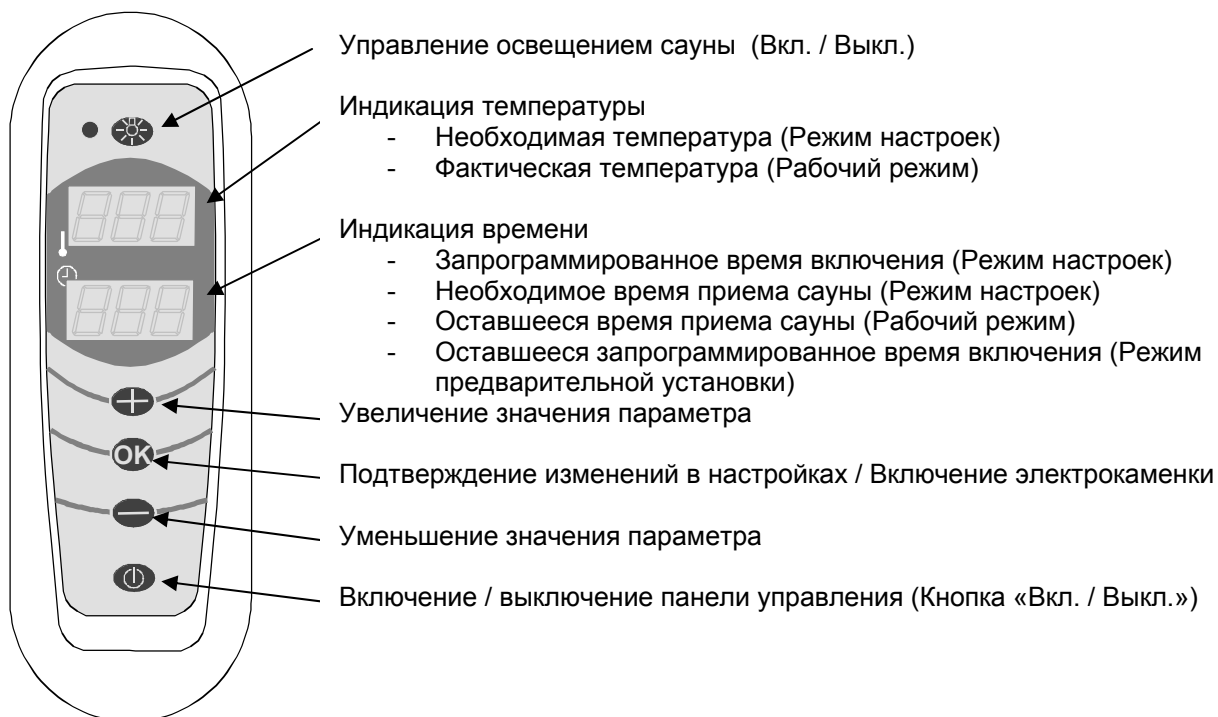 Управление освещением сауны (Вкл. / Выкл.)
Индикация температуры
- Необходимая температура (Режим настроек)
- Фактическая температура (Рабочий режим)
Индикация времени
- Запрограммированное время включения (Режим настроек)
- Необходимое время приема сауны (Режим настроек)
- Оставшееся время приема сауны (Рабочий режим)
- Оставшееся запрограммированное время включения (Режим
предварительной установки)
Увеличение значения параметра
OK
Подтверждение изменений в настройках / Включение электрокаменки
Уменьшение значения параметра
Включение / выключение панели управления (Кнопка «Вкл. / Выкл.»)